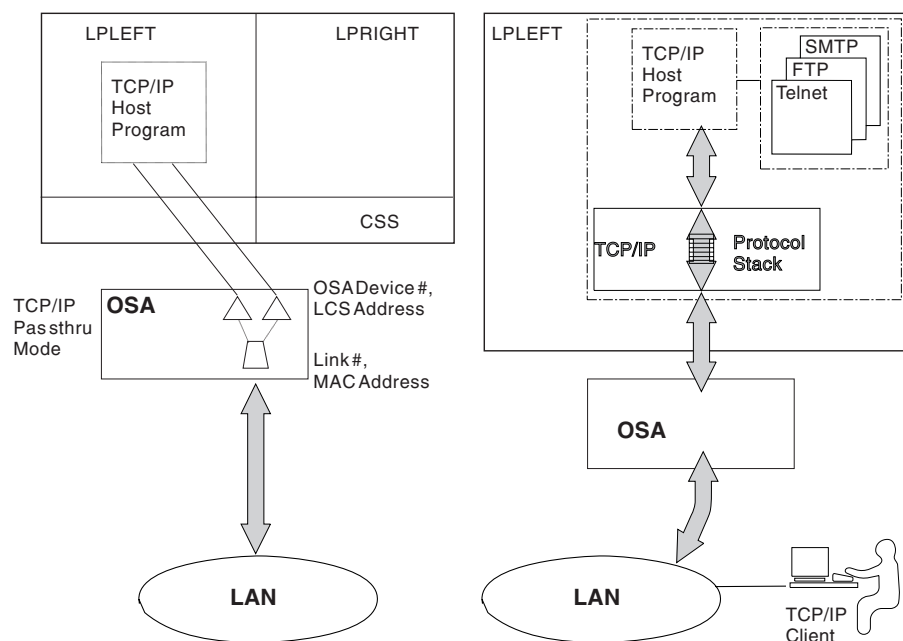 LPLEFT
LPRIGHT
TCP/IP
Host
Program
CSS
TCP/IP
Passthru
Mode
OSA
OSA Device #,
LCS Address
Link #,
MAC Address
LAN
LPLEFT
TCP/IP
Host
Program
SMTP
FTP
Telnet
TCP/IP
Protocol
Stack
OSA
LAN
TCP/IP
Client